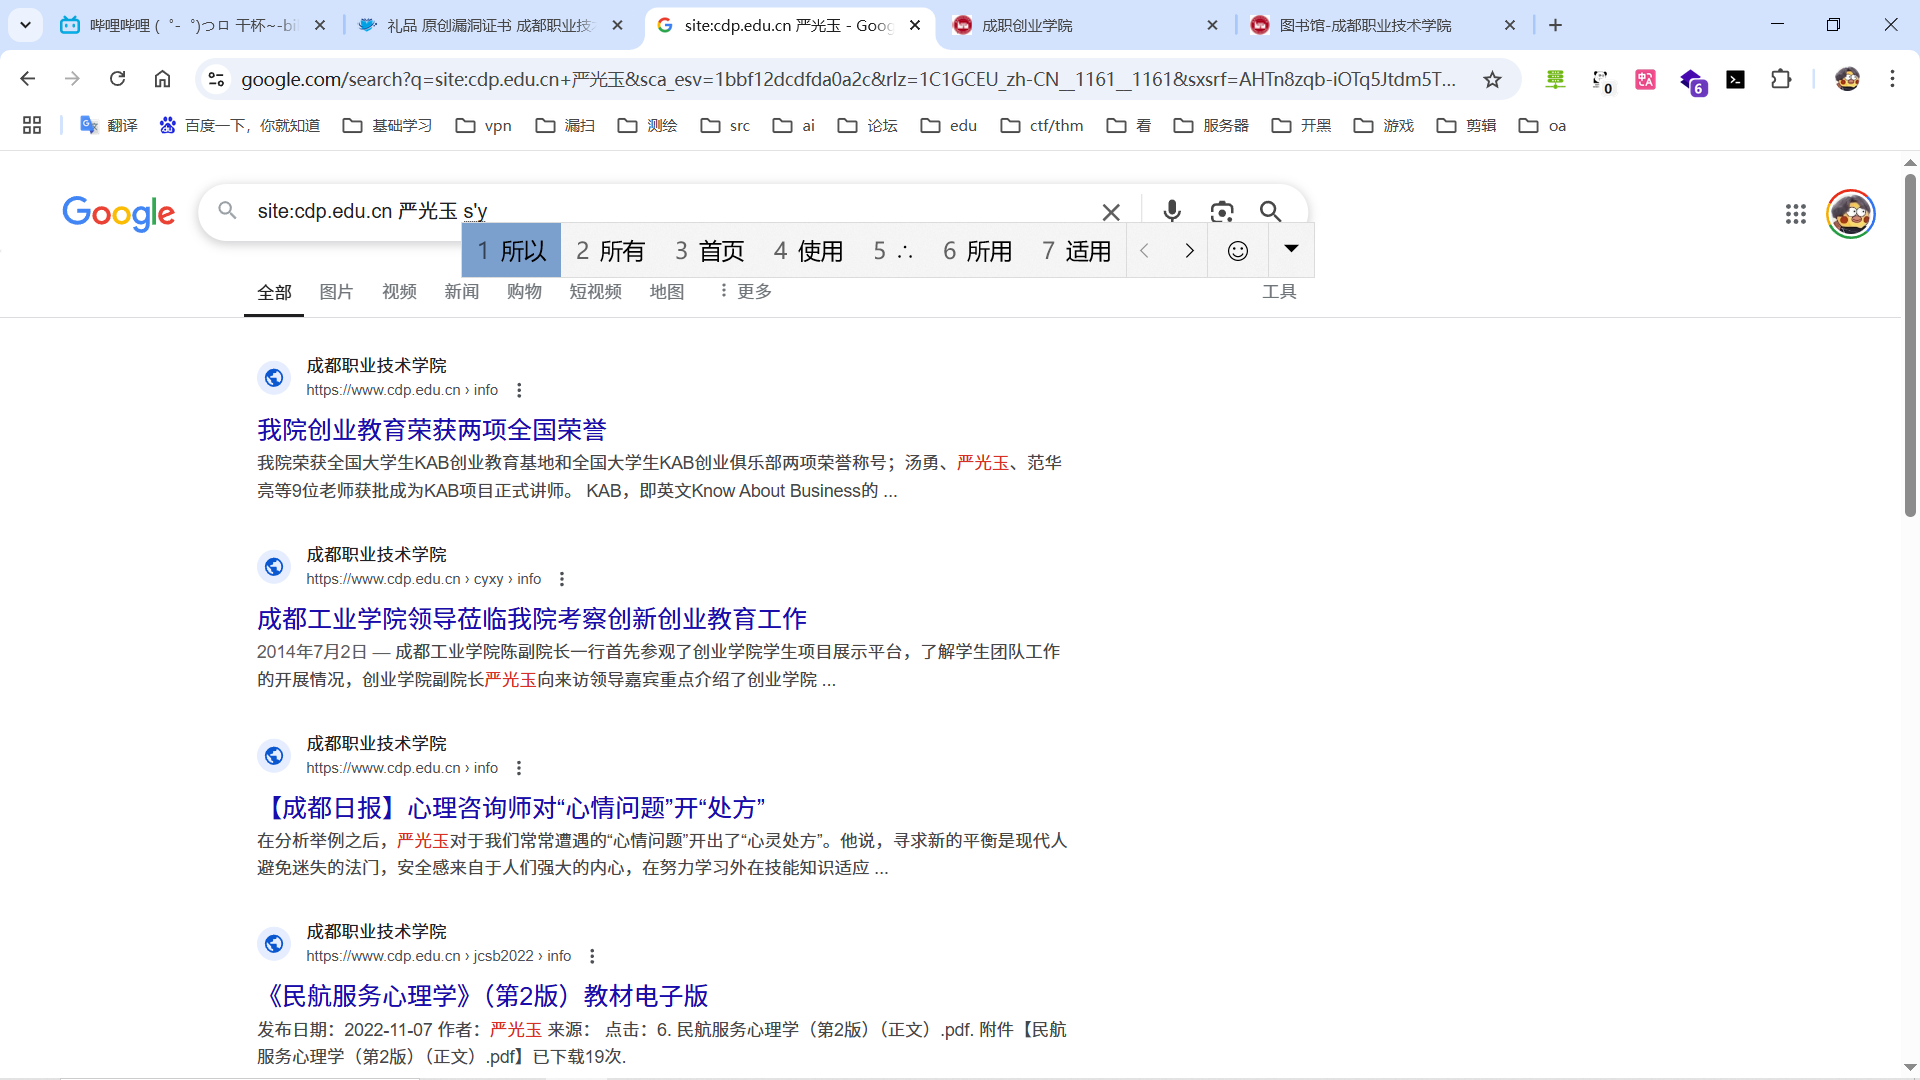 哔哩哔哩 (゜-゜)つロ 干杯~-bi
礼品 原创漏洞证书 成都职业技
site:cdp.edu.cn 严光玉 - Goog
成职创业学院
图书馆-成都职业技术学院
google.com/search?q=site:cdp.edu.cn+严光玉&sca_esv=1bbf12dcdfda0a2c&rlz=1C1GCEU_zh-CN__1161__1161&sxsrf=AHTn8zqb-iOTq5Jtdm5T...
0
6
翻译
百度一下，你就知道
基础学习
vpn
漏扫
测绘
src
ai
论坛
edu
ctf/thm
看
服务器
开黑
游戏
剪辑
oa
Google
site:cdp.edu.cn 严光玉 s'y
1 所以 2 所有 3 首页 4 使用 5 ∴ 6 所用 7 适用
全部 图片 视频 新闻 购物 短视频 地图 更多 工具
成都职业技术学院
https://www.cdp.edu.cn › info
我院创业教育荣获两项全国荣誉
我院荣获全国大学生KAB创业教育基地和全国大学生KAB创业俱乐部两项荣誉称号；汤勇、严光玉、范华
亮等9位老师获批成为KAB项目正式讲师。 KAB，即英文Know About Business的 ...
成都职业技术学院
https://www.cdp.edu.cn › cyxy › info
成都工业学院领导莅临我院考察创新创业教育工作
2014年7月2日 — 成都工业学院陈副院长一行首先参观了创业学院学生项目展示平台，了解学生团队工作
的开展情况，创业学院副院长严光玉向来访领导嘉宾重点介绍了创业学院 ...
成都职业技术学院
https://www.cdp.edu.cn › info
【成都日报】心理咨询师对“心情问题”开“处方”
在分析举例之后，严光玉对于我们常常遭遇的“心情问题”开出了“心灵处方”。他说，寻求新的平衡是现代人
避免迷失的法门，安全感来自于人们强大的内心，在努力学习外在技能知识适应 ...
成都职业技术学院
https://www.cdp.edu.cn › jcsb2022 › info
《民航服务心理学》（第2版）教材电子版
发布日期：2022-11-07 作者：严光玉 来源： 点击：6. 民航服务心理学（第2版）（正文）.pdf. 附件【民航
服务心理学（第2版）（正文）.pdf】已下载19次.